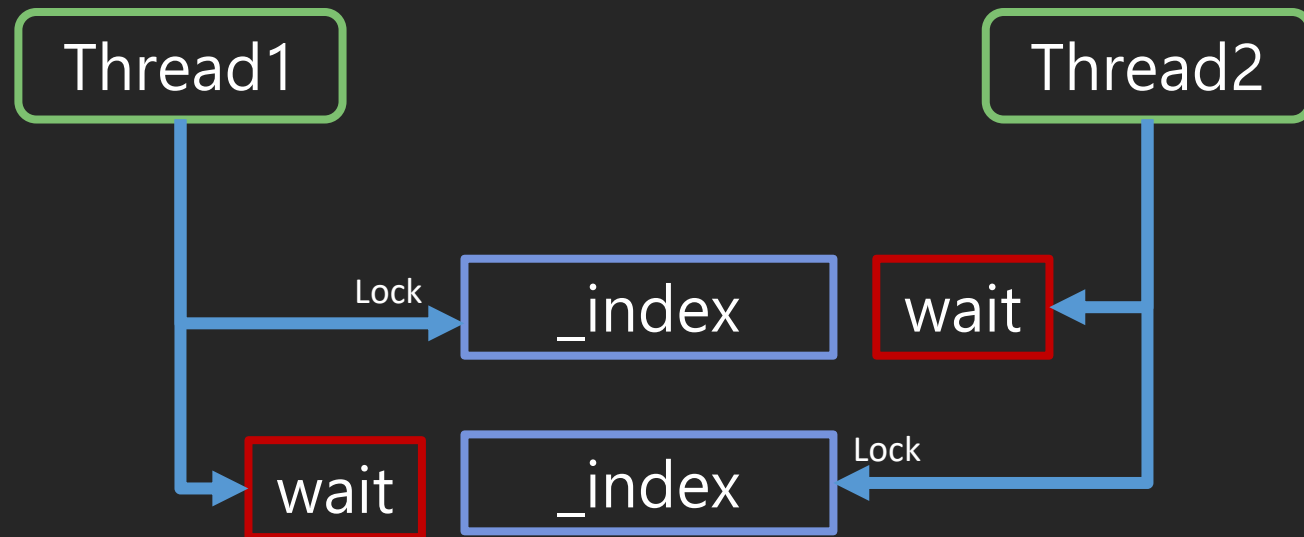 Thread1
Thread2
Lock
_index
wait
wait
_index
Lock